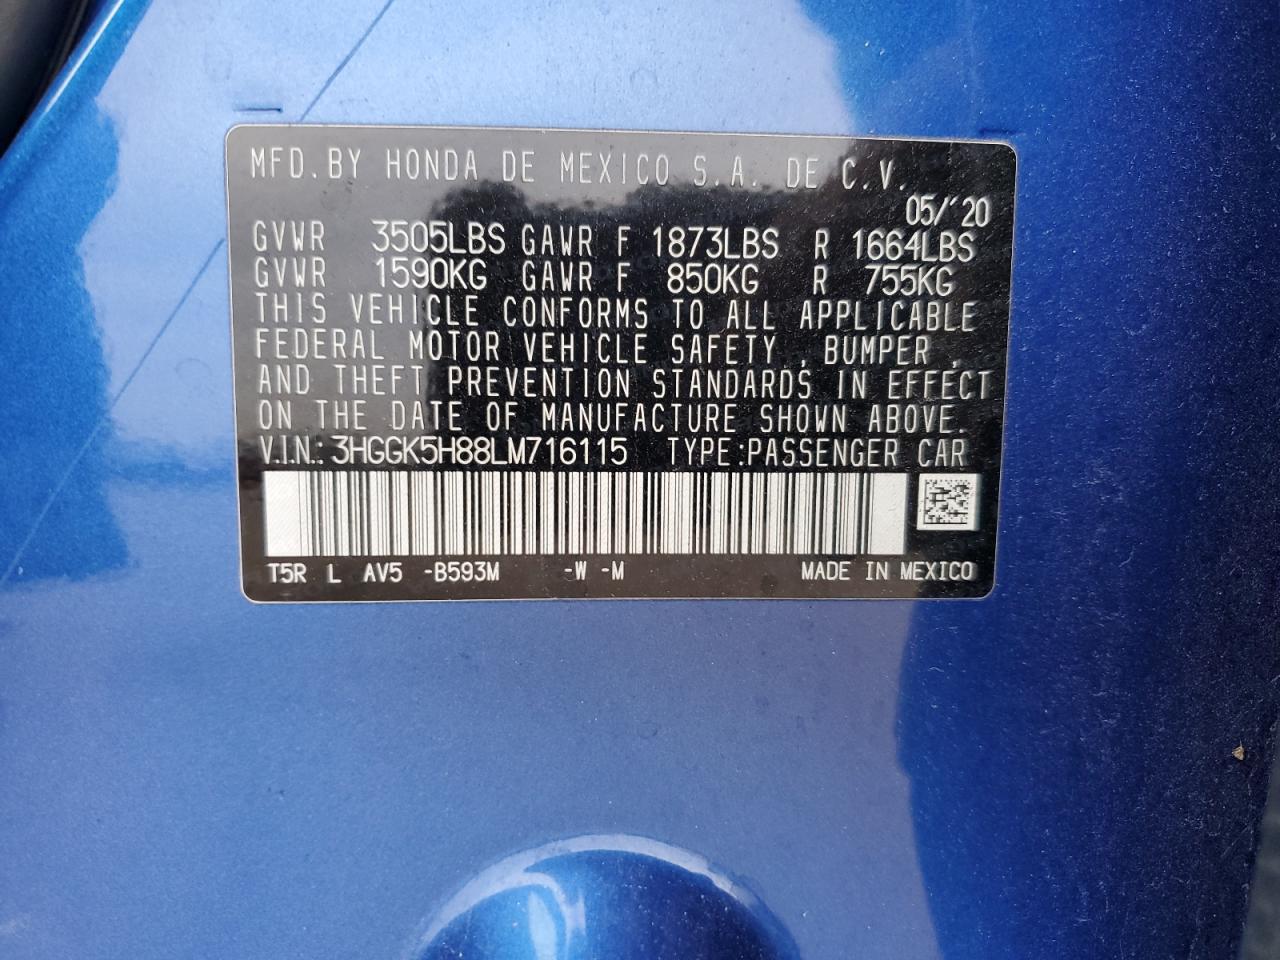 MFD. BY HONDA DE MEXICO S.A. DE C.V.
05/'20
GVWR 3505LBS GAWR F 1873LBS R 1664LBS
GVWR 1590KG GAWR F 850KG R 755KG
THIS VEHICLE CONFORMS TO ALL APPLICABLE
FEDERAL MOTOR VEHICLE SAFETY, BUMPER,
AND THEFT PREVENTION STANDARDS IN EFFECT
ON THE DATE OF MANUFACTURE SHOWN ABOVE.
V.I.N.: 3HGGK5H88LM716115 TYPE:PASSENGER CAR
T5R L AV5 -B593M -W -M MADE IN MEXICO